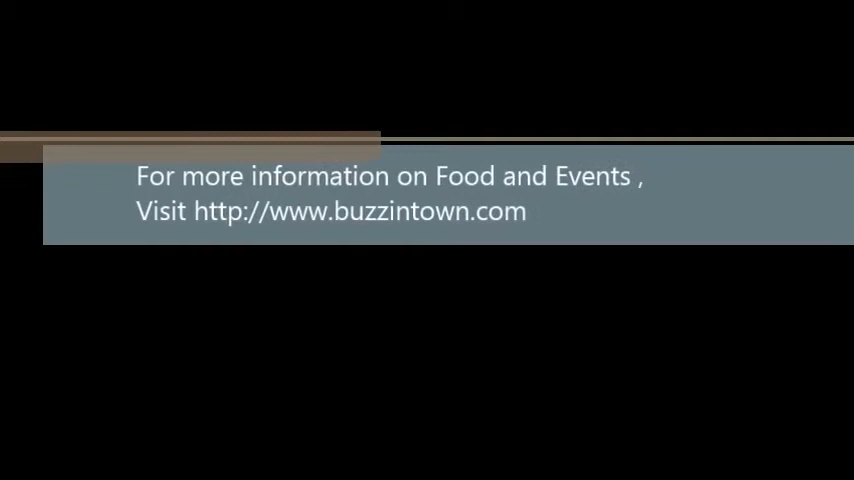 For more information on Food and Events ,
Visit http://www.buzzintown.com